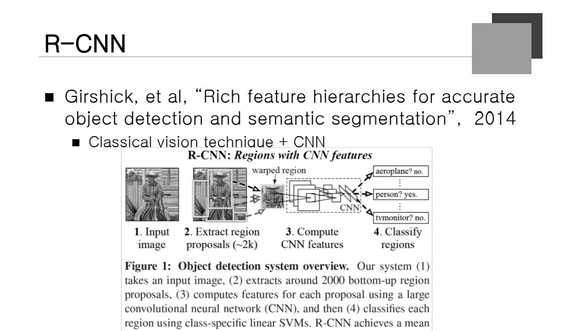 R-CNN
Girshick, et al, “Rich feature hierarchies for accurate
object detection and semantic segmentation”, 2014
Classical vision technique + CNN
R-CNN: Regions with CNN features
warped region
aeroplane? no.
person? yes.
CNN
tvmonitor? no.
1. Input
image
2. Extract region
proposals (~2k)
3. Compute
CNN features
4. Classify
regions
Figure 1: Object detection system overview. Our system (1)
takes an input image, (2) extracts around 2000 bottom-up region
proposals, (3) computes features for each proposal using a large
convolutional neural network (CNN), and then (4) classifies each
region using class-specific linear SVMs. R-CNN achieves a mean